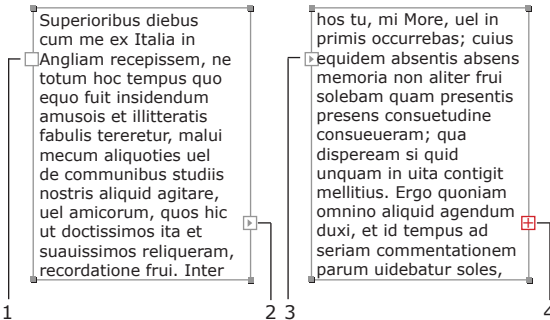 Superioribus diebus
cum me ex Italia in
Angliam recepissem, ne
totum hoc tempus quo
equo fuit insidendum
amusois et illitteratis
fabulis tereretur, malui
mecum aliquoties uel
de communibus studiis
nostris aliquid agitare,
uel amicorum, quos hic
ut doctissimos ita et
suauissimos reliqueram,
recordatione frui. Inter
hos tu, mi More, uel in
primis occurrebas; cuius
equidem absentis absens
memoria non aliter frui
solebam quam presentis
presens consuetudine
consueueram; qua
dispeream si quid
unquam in uita contigit
mellitius. Ergo quoniam
omnino aliquid agendum
duxi, et id tempus ad
seriam commentationem
parum uidebatur soles,
1 2 3 4